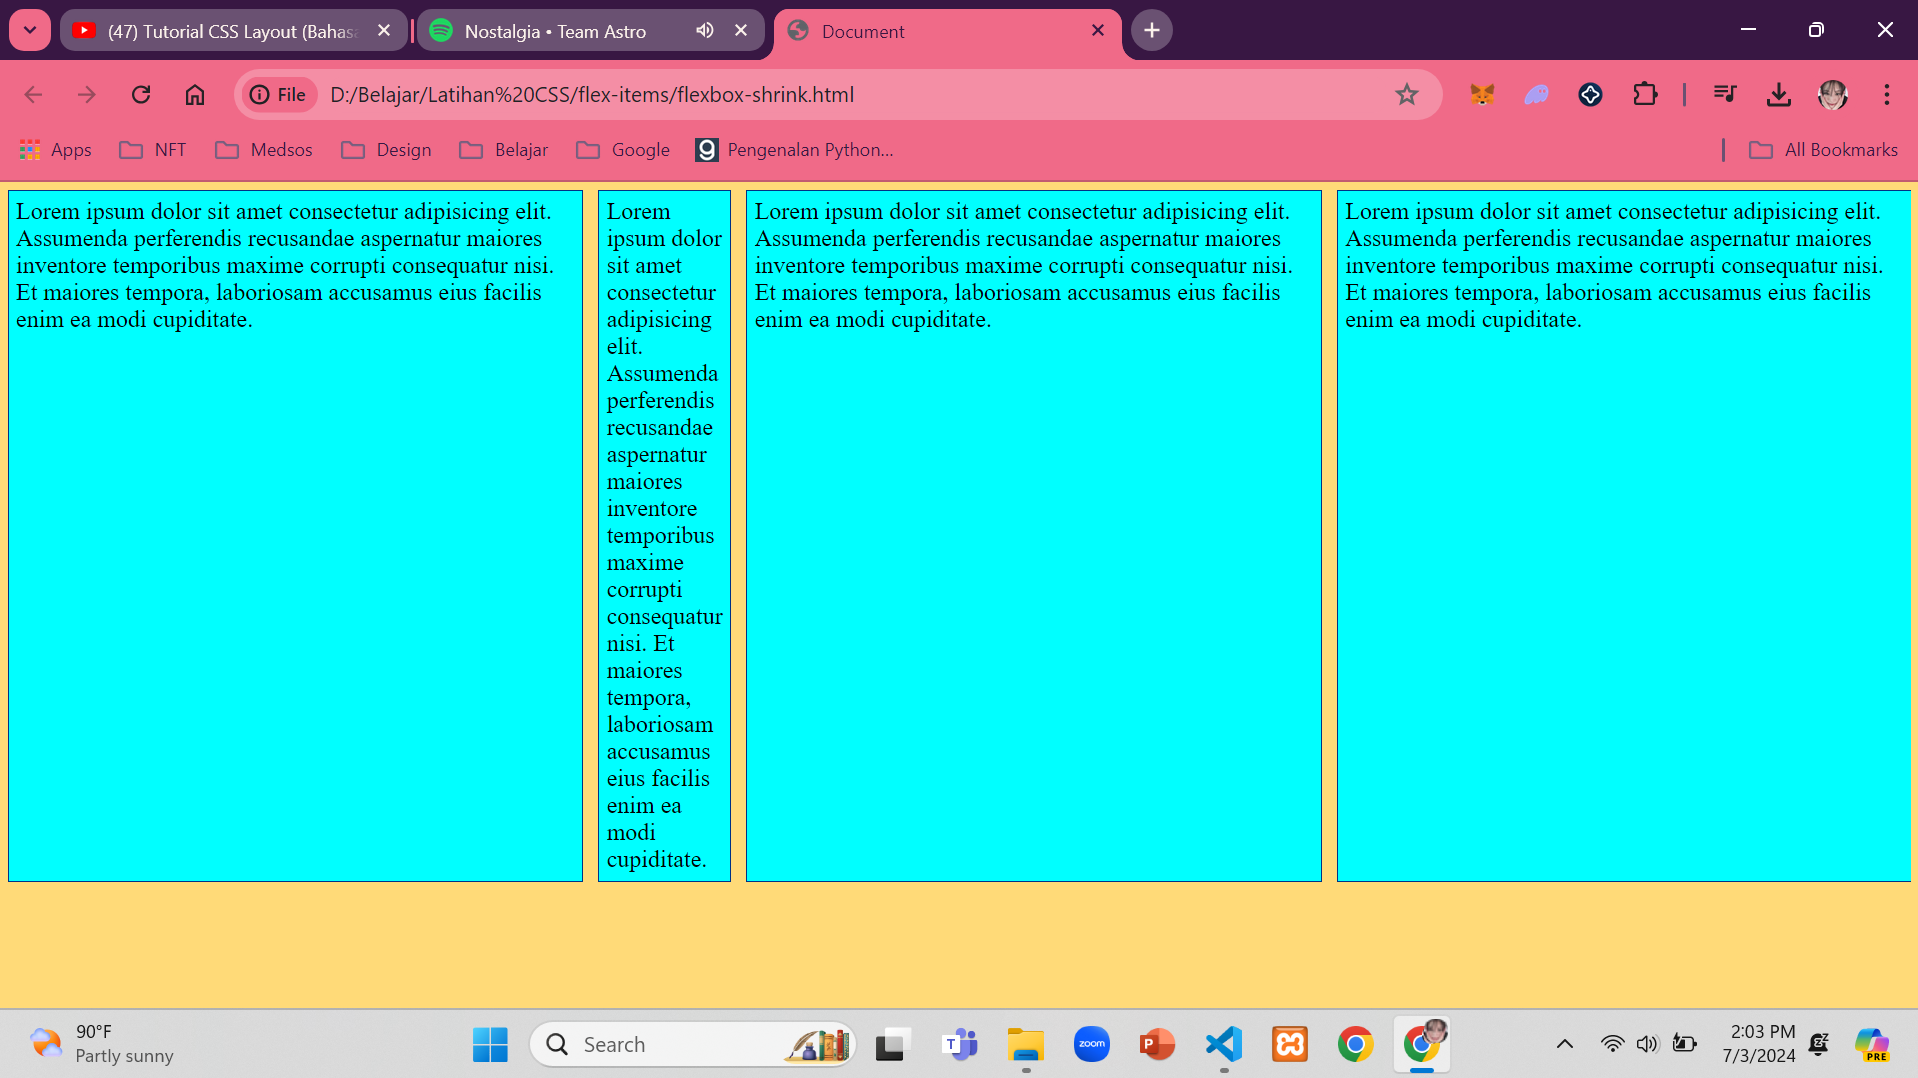 (47) Tutorial CSS Layout (Bahasa
Nostalgia • Team Astro
Document
File
D:/Belajar/Latihan%20CSS/flex-items/flexbox-shrink.html
Apps
NFT
Medsos
Design
Belajar
Google
g
Pengenalan Python...
All Bookmarks
Lorem ipsum dolor sit amet consectetur adipisicing elit.
Assumenda perferendis recusandae aspernatur maiores
inventore temporibus maxime corrupti consequatur nisi.
Et maiores tempora, laboriosam accusamus eius facilis
enim ea modi cupiditate.
Lorem
ipsum dolor
sit amet
consectetur
adipisicing
elit.
Assumenda
perferendis
recusandae
aspernatur
maiores
inventore
temporibus
maxime
corrupti
consequatur
nisi. Et
maiores
tempora,
laboriosam
accusamus
eius facilis
enim ea
modi
cupiditate.
Lorem ipsum dolor sit amet consectetur adipisicing elit.
Assumenda perferendis recusandae aspernatur maiores
inventore temporibus maxime corrupti consequatur nisi.
Et maiores tempora, laboriosam accusamus eius facilis
enim ea modi cupiditate.
Lorem ipsum dolor sit amet consectetur adipisicing elit.
Assumenda perferendis recusandae aspernatur maiores
inventore temporibus maxime corrupti consequatur nisi.
Et maiores tempora, laboriosam accusamus eius facilis
enim ea modi cupiditate.
90°F
Partly sunny
Search
T
zoom
P
2:03 PM
7/3/2024
PRE